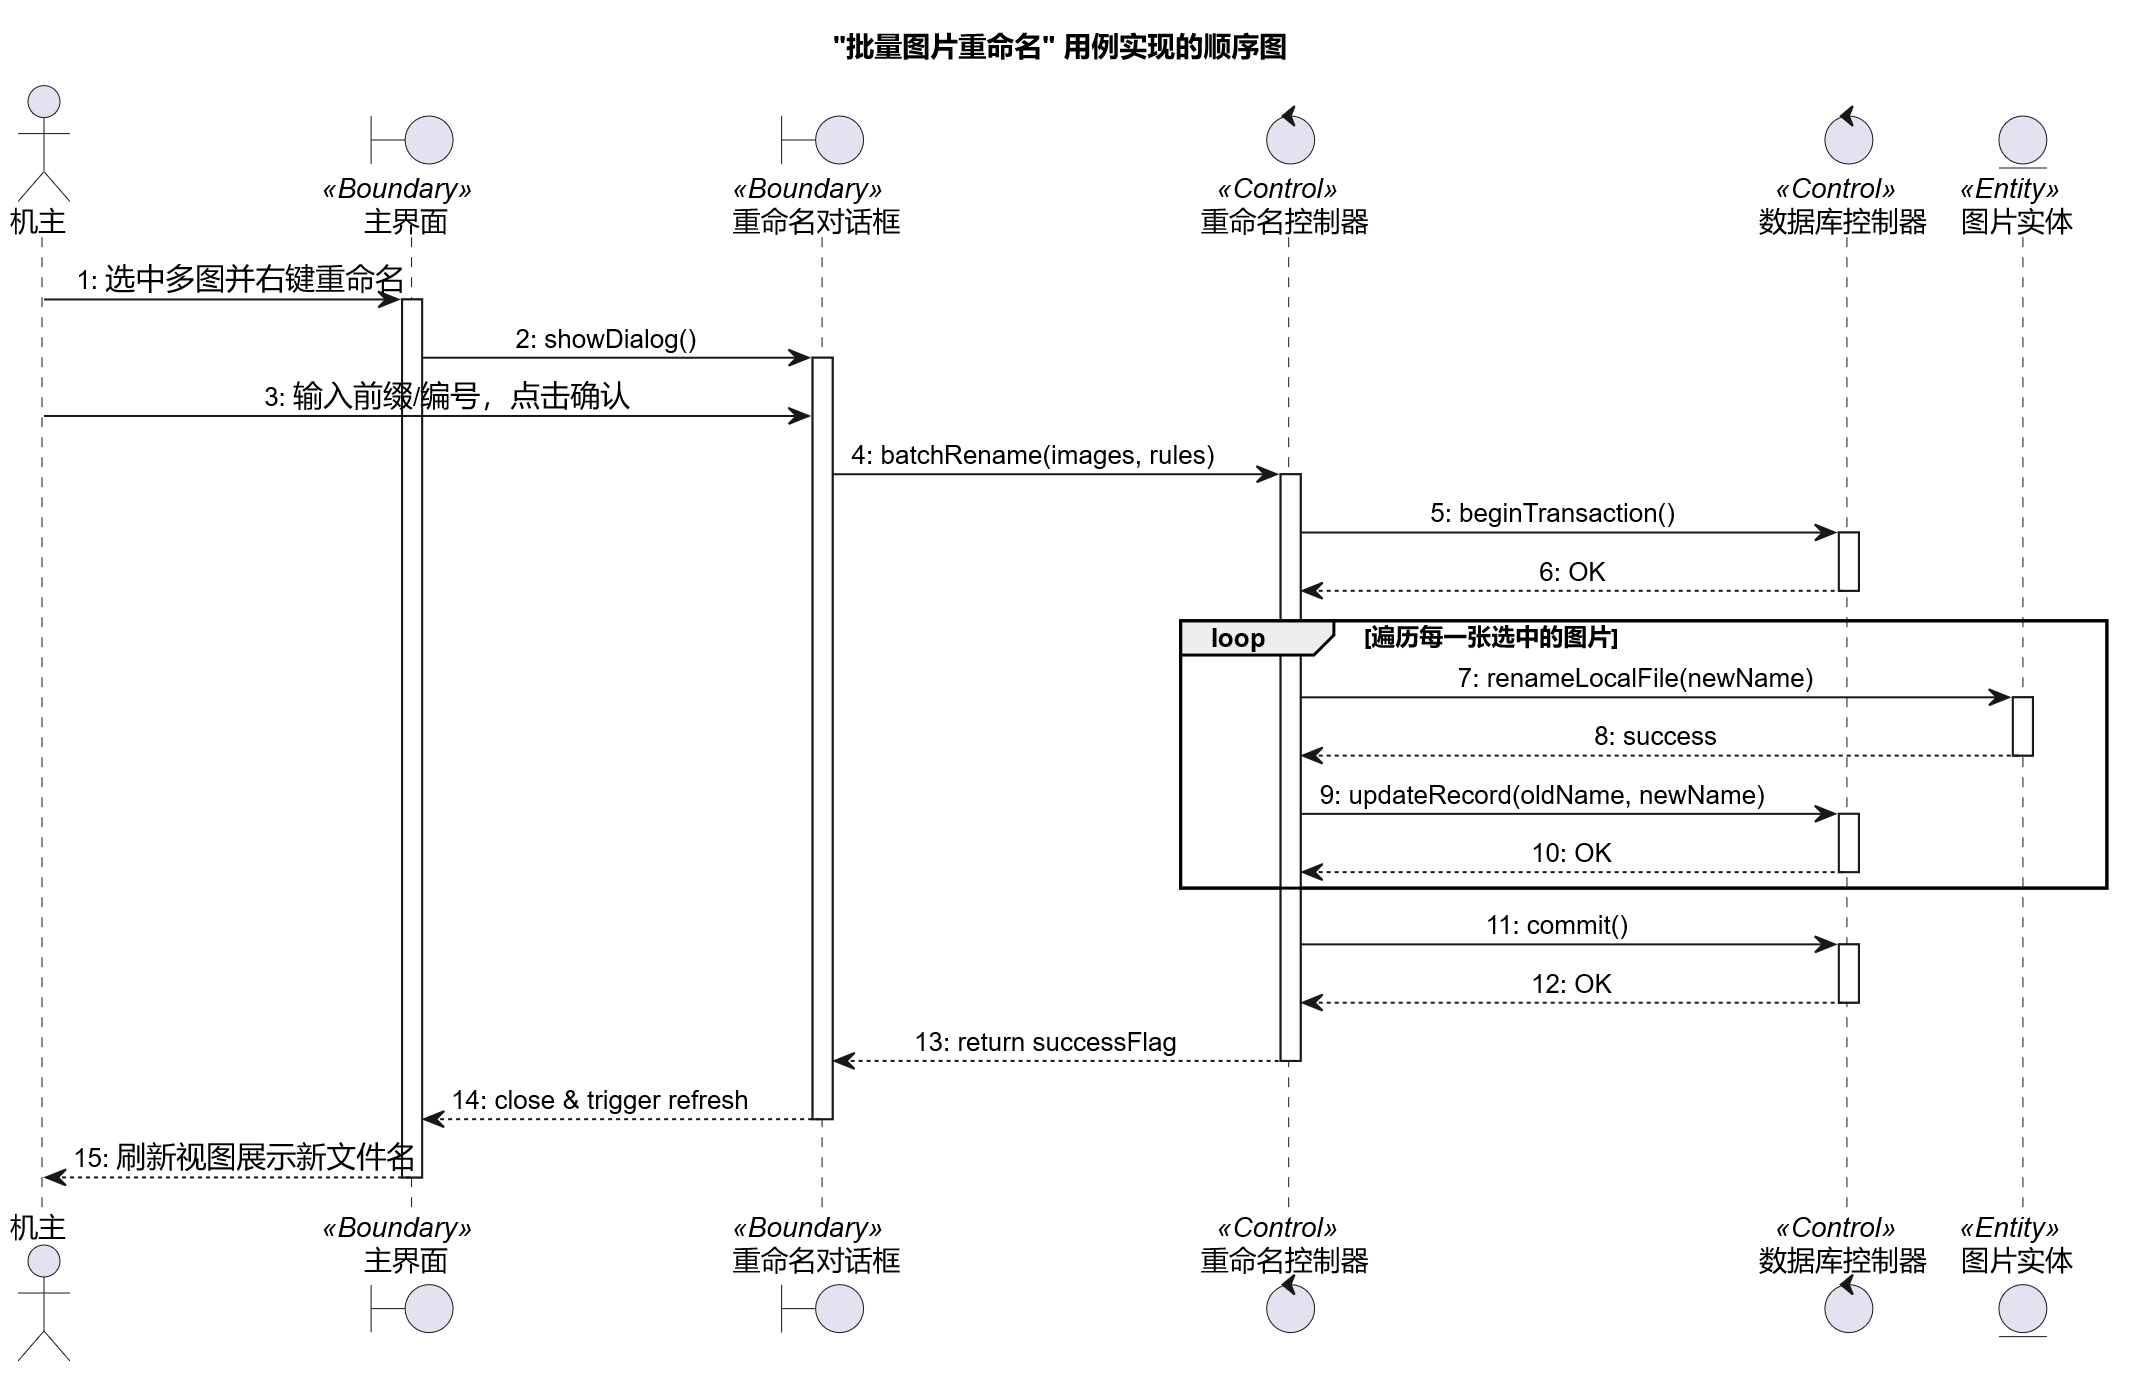 "批量图片重命名" 用例实现的顺序图
机主
«Boundary»
主界面
«Boundary»
重命名对话框
«Control»
重命名控制器
«Control»
数据库控制器
«Entity»
图片实体
1: 选中多图并右键重命名
2: showDialog()
3: 输入前缀/编号，点击确认
4: batchRename(images, rules)
5: beginTransaction()
6: OK
loop
[遍历每一张选中的图片]
7: renameLocalFile(newName)
8: success
9: updateRecord(oldName, newName)
10: OK
11: commit()
12: OK
13: return successFlag
14: close & trigger refresh
15: 刷新视图展示新文件名
机主
«Boundary»
主界面
«Boundary»
重命名对话框
«Control»
重命名控制器
«Control»
数据库控制器
«Entity»
图片实体